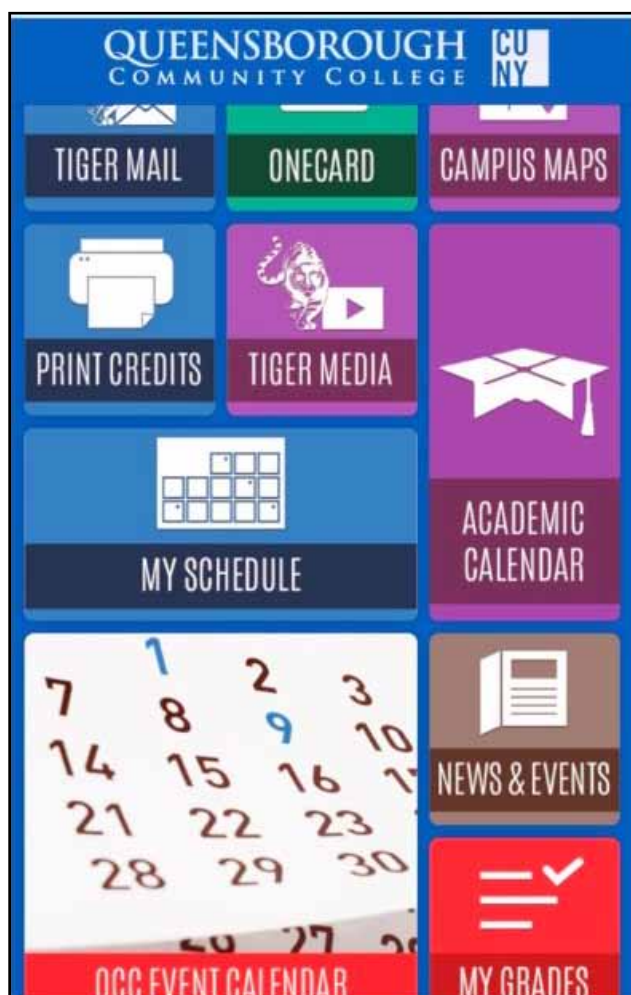 QUEENSBOROUGH
COMMUNITY COLLEGE
CU
NY
TIGER MAIL
ONECARD
CAMPUS MAPS
PRINT CREDITS
TIGER MEDIA
ACADEMIC
CALENDAR
MY SCHEDULE
1 2 3
7 8 9 10
14 15 16
21 22 23
28 29 30
27
NEWS & EVENTS
QCC EVENT CALENDAR
MY GRADES